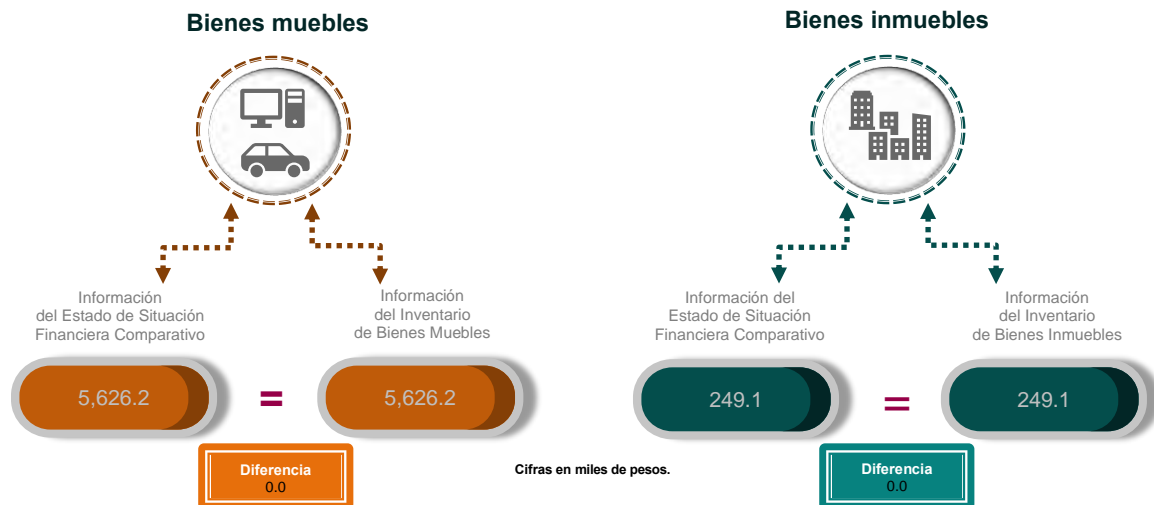 Bienes muebles
Información
del Estado de Situación
Financiera Comparativo
Información
del Inventario
de Bienes Muebles
5,626.2
=
5,626.2
Diferencia
0.0
Cifras en miles de pesos.
Bienes inmuebles
Información del
Estado de Situación
Financiera Comparativo
Información
del Inventario
de Bienes Inmuebles
249.1
=
249.1
Diferencia
0.0